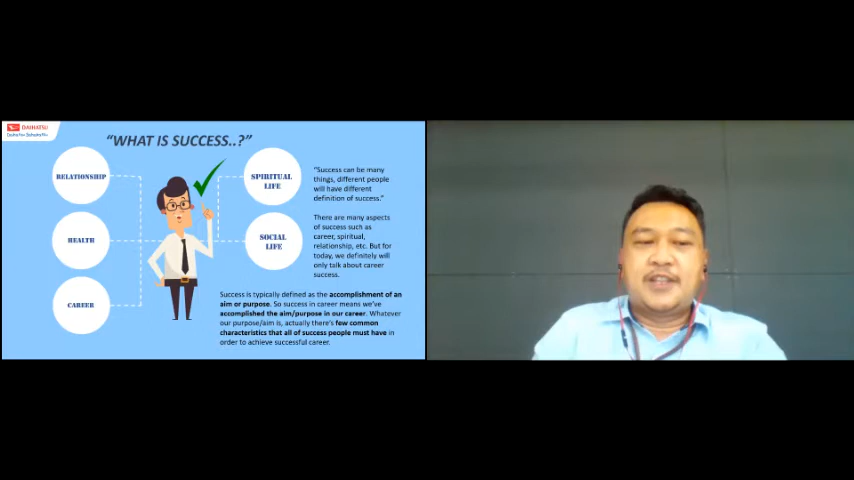 DAIHATSU
"WHAT IS SUCCESS..?"
RELATIONSHIP
HEALTH
CAREER
SPIRITUAL
LIFE
SOCIAL
LIFE
"Success can be many
things, different people
will have different
definition of success."
There are many aspects
of success such as
career, spiritual,
relationship, etc. But for
today, we definitely will
only talk about career
success.
Success is typically defined as the accomplishment of an
aim or purpose. So success in career means we've
accomplished the aim/purpose in our career. Whatever
our purpose/aim is, actually there's few common
characteristics that all of success people must have in
order to achieve successful career.